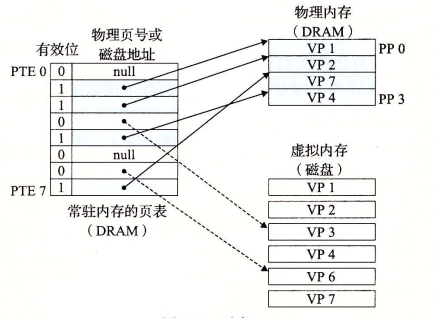 物理页号或
磁盘地址
有效位
PTE 0 0 null
1
1
0
1
0 null
0
PTE 7 1
常驻内存的页表
（DRAM）
物理内存
（DRAM）
VP 1 PP 0
VP 2
VP 7
VP 4 PP 3
虚拟内存
（磁盘）
VP 1
VP 2
VP 3
VP 4
VP 6
VP 7